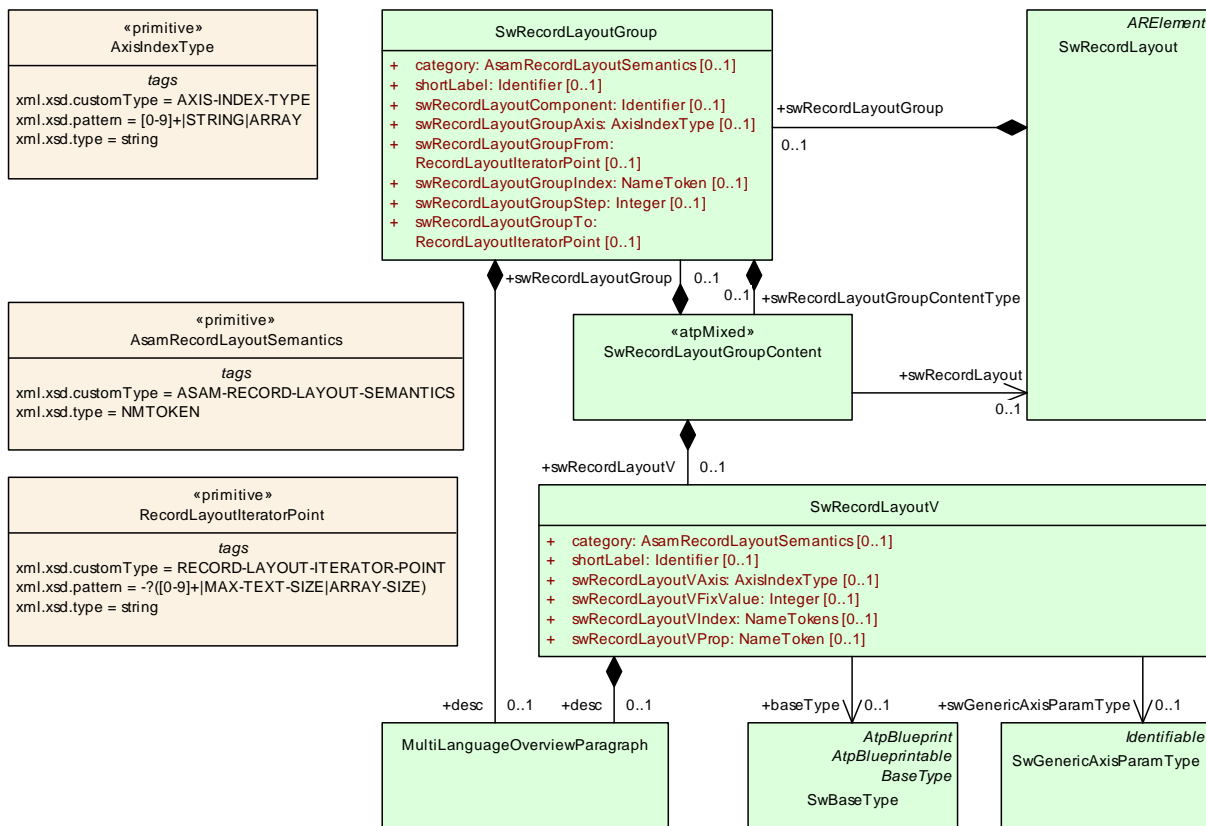 «primitive»
AxisIndexType
tags
xml.xsd.customType = AXIS-INDEX-TYPE
xml.xsd.pattern = [0-9]+|STRING|ARRAY
xml.xsd.type = string
SwRecordLayoutGroup
+ category: AsamRecordLayoutSemantics [0..1]
+ shortLabel: Identifier [0..1]
+ swRecordLayoutComponent: Identifier [0..1]
+ swRecordLayoutGroupAxis: AxisIndexType [0..1]
+ swRecordLayoutGroupFrom:
RecordLayoutIteratorPoint [0..1]
+ swRecordLayoutGroupIndex: NameToken [0..1]
+ swRecordLayoutGroupStep: Integer [0..1]
+ swRecordLayoutGroupTo:
RecordLayoutIteratorPoint [0..1]
ARElement
SwRecordLayout
+swRecordLayoutGroup
0..1
+swRecordLayoutGroup
0..1
0..1
+swRecordLayoutGroupContentType
«primitive»
AsamRecordLayoutSemantics
tags
xml.xsd.customType = ASAM-RECORD-LAYOUT-SEMANTICS
xml.xsd.type = NMTOKEN
«atpMixed»
SwRecordLayoutGroupContent
+swRecordLayout
0..1
+swRecordLayoutV
0..1
«primitive»
RecordLayoutIteratorPoint
tags
xml.xsd.customType = RECORD-LAYOUT-ITERATOR-POINT
xml.xsd.pattern = -?([0-9]+|MAX-TEXT-SIZE|ARRAY-SIZE)
xml.xsd.type = string
SwRecordLayoutV
+ category: AsamRecordLayoutSemantics [0..1]
+ shortLabel: Identifier [0..1]
+ swRecordLayoutVAxis: AxisIndexType [0..1]
+ swRecordLayoutVFixValue: Integer [0..1]
+ swRecordLayoutVIndex: NameTokens [0..1]
+ swRecordLayoutVProp: NameToken [0..1]
+desc
0..1
+desc
0..1
+baseType
0..1
+swGenericAxisParamType
0..1
MultiLanguageOverviewParagraph
AtpBlueprint
AtpBlueprintable
BaseType
SwBaseType
Identifiable
SwGenericAxisParamType